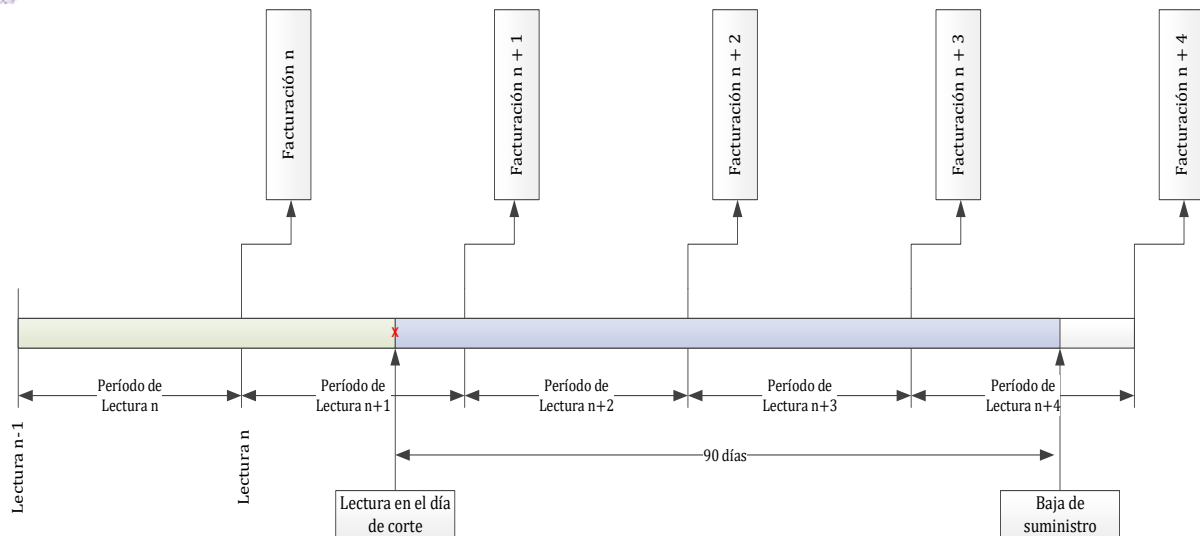 Facturación n
Facturación n + 1
Facturación n + 2
Facturación n + 3
Facturación n + 4
x
Período de
Lectura n
Período de
Lectura n+1
Período de
Lectura n+2
Período de
Lectura n+3
Período de
Lectura n+4
Lectura n-1
Lectura n
90 días
Lectura en el día
de corte
Baja de
suministro